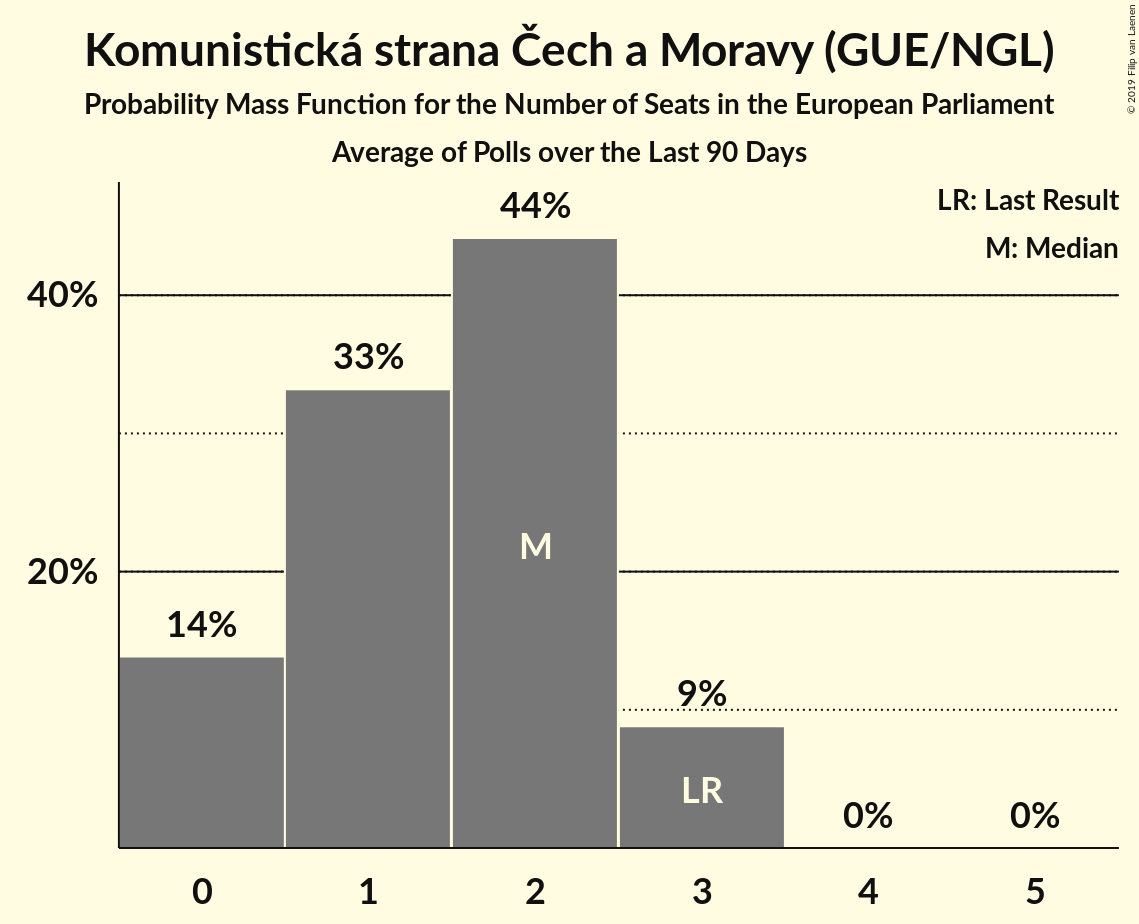 Komunistická strana Čech a Moravy (GUE/NGL)
Probability Mass Function for the Number of Seats in the European Parliament
Average of Polls over the Last 90 Days
© 2019 Filip van Laenen
LR: Last Result
M: Median
44%
40%
33%
M
20%
14%
9%
LR
0%
0%
0
1
2
3
4
5